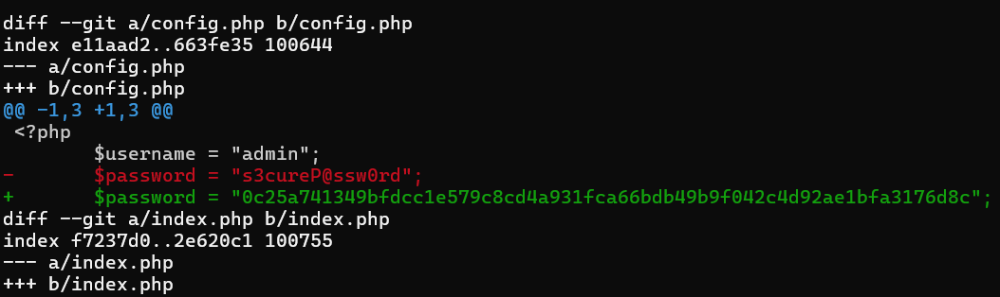 diff --git a/config.php b/config.php
index e11aad2..663fe35 100644
--- a/config.php
+++ b/config.php
@@ -1,3 +1,3 @@
 <?php
        $username = "admin";
-       $password = "s3cureP@ssw0rd";
+       $password = "0c25a741349bfdcc1e579c8cd4a931fca66bdb49b9f042c4d92ae1bfa3176d8c";
diff --git a/index.php b/index.php
index f7237d0..2e620c1 100755
--- a/index.php
+++ b/index.php